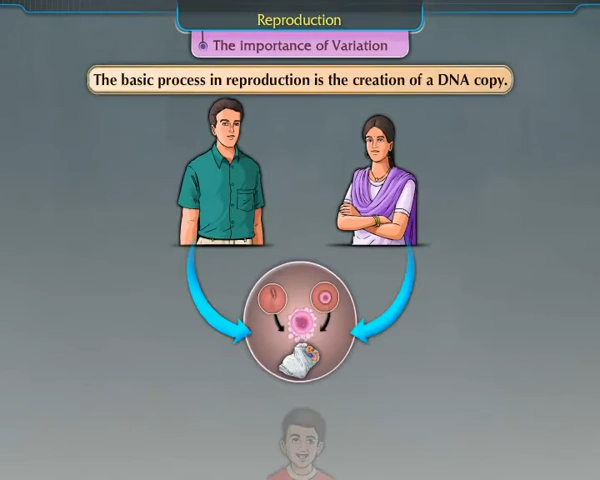 Reproduction
The importance of Variation
The basic process in reproduction is the creation of a DNA copy.